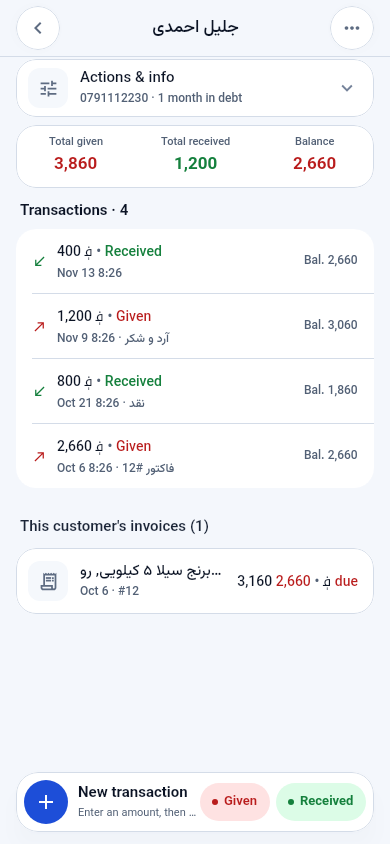 جلیل احمدی
Actions & info
0791112230 · 1 month in debt
Total given
3,860
Total received
1,200
Balance
2,660
Transactions · 4
400 ؋ • Received
Nov 13 8:26
Bal. 2,660
1,200 ؋ • Given
Nov 9 8:26 · آرد و شکر
Bal. 3,060
800 ؋ • Received
Oct 21 8:26 · نقد
Bal. 1,860
2,660 ؋ • Given
Oct 6 8:26 · فاکتور #12
Bal. 2,660
This customer's invoices (1)
برنج سیلا ۵ کیلویی, رو...
3,160 2,660 ؋ • due
Oct 6 · #12
New transaction
Enter an amount, then ...
Given
Received